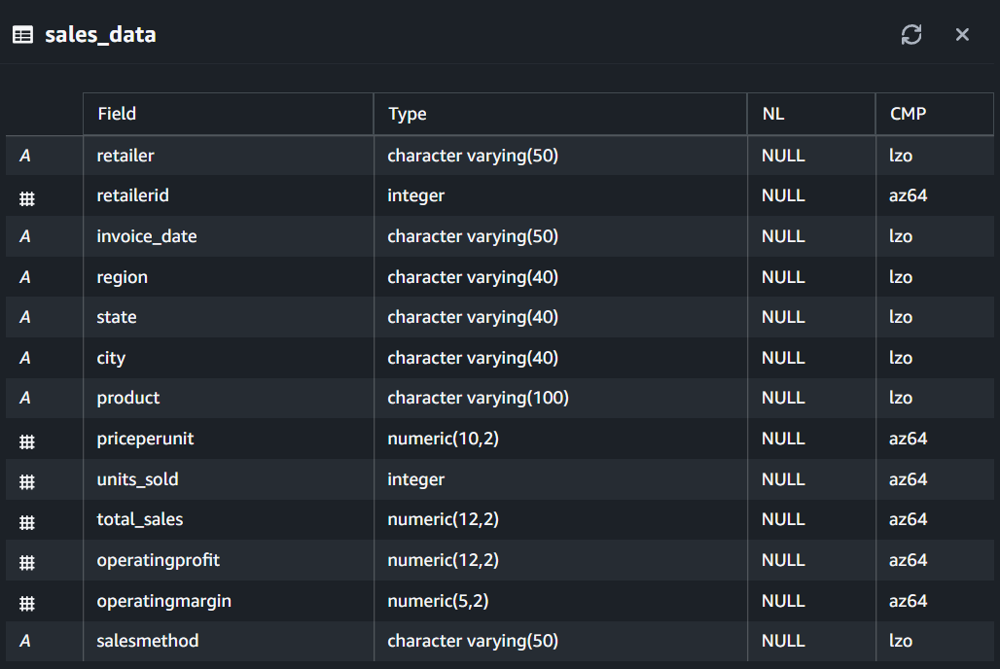 sales_data
Field Type NL CMP
A retailer character varying(50) NULL lzo
retailerid integer NULL az64
A invoice_date character varying(50) NULL lzo
A region character varying(40) NULL lzo
A state character varying(40) NULL lzo
A city character varying(40) NULL lzo
A product character varying(100) NULL lzo
priceperunit numeric(10,2) NULL az64
units_sold integer NULL az64
total_sales numeric(12,2) NULL az64
operatingprofit numeric(12,2) NULL az64
operatingmargin numeric(5,2) NULL az64
A salesmethod character varying(50) NULL lzo